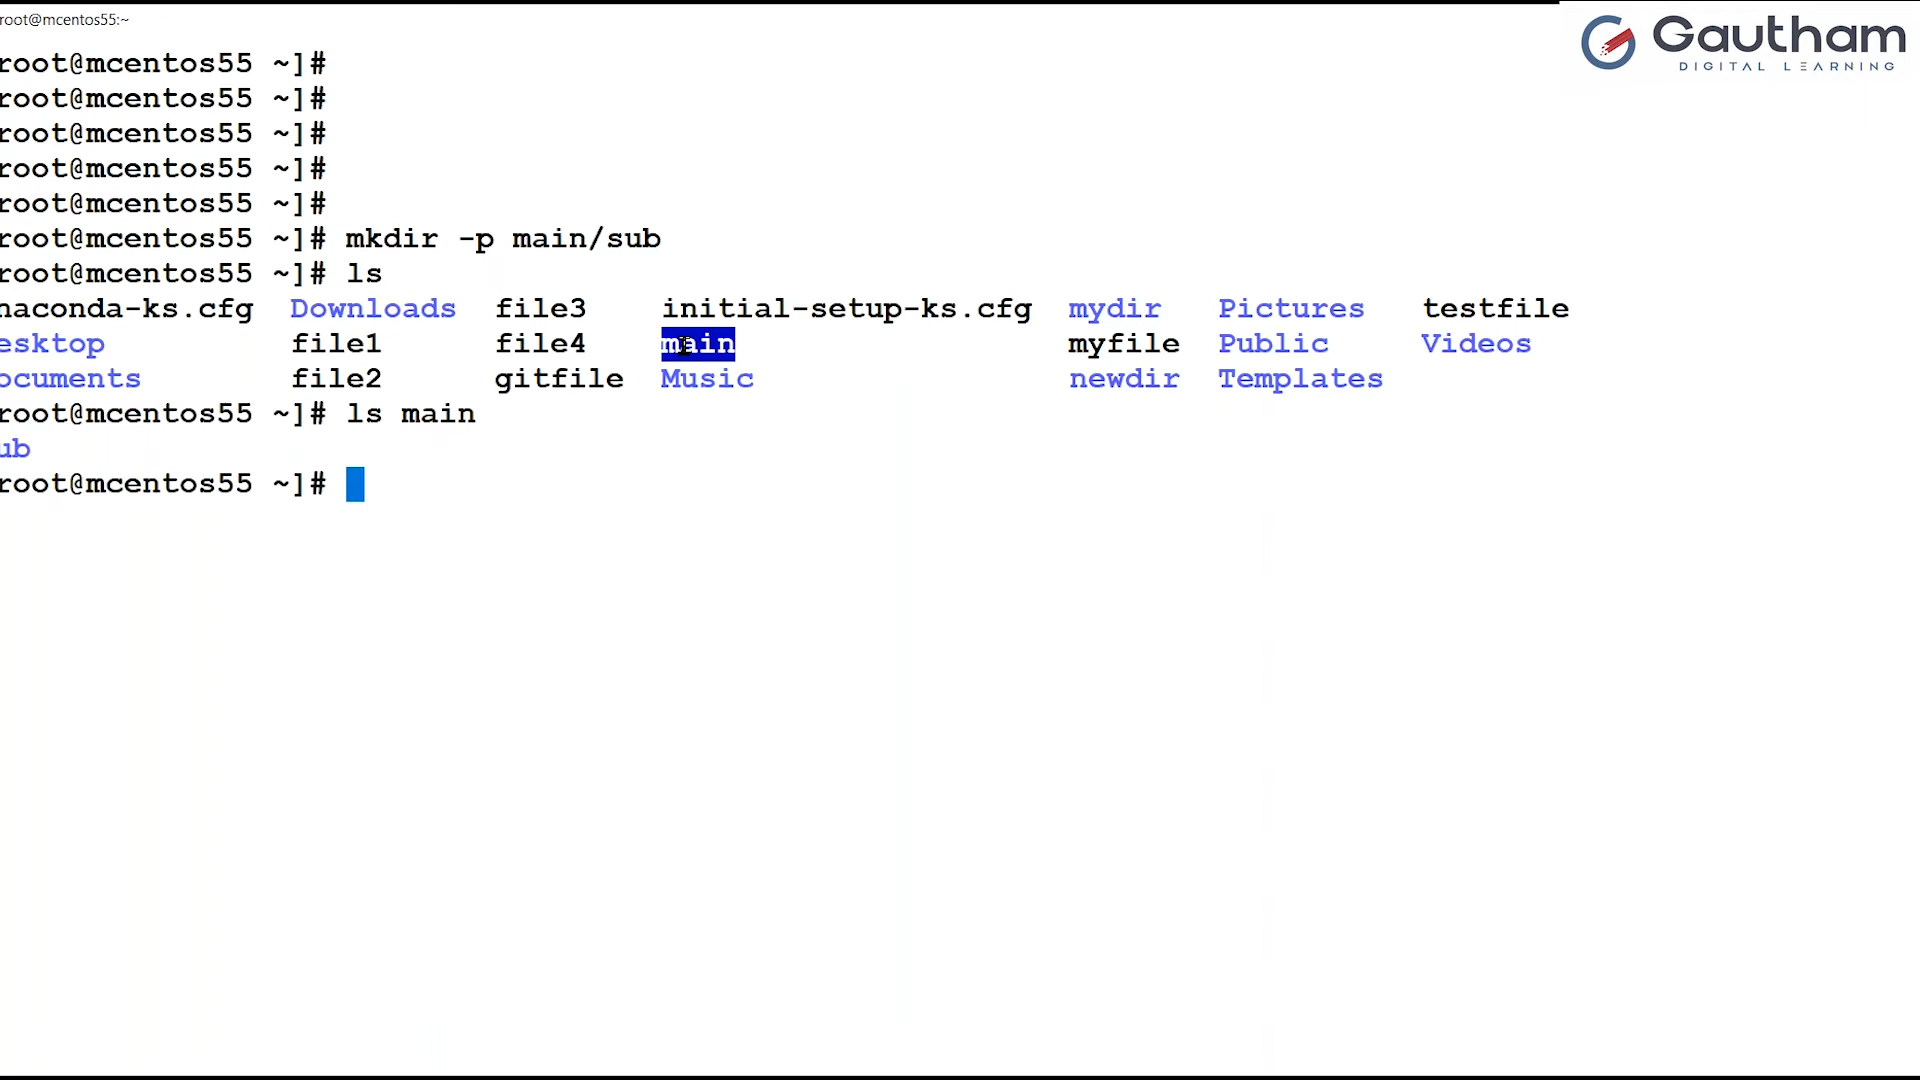 root@mcentos55:~
Gautham
DIGITAL LEARNING
root@mcentos55 ~]#
root@mcentos55 ~]#
root@mcentos55 ~]#
root@mcentos55 ~]#
root@mcentos55 ~]#
root@mcentos55 ~]# mkdir -p main/sub
root@mcentos55 ~]# ls
naconda-ks.cfg Downloads file3 initial-setup-ks.cfg mydir Pictures testfile
esktop file1 file4 main myfile Public Videos
ocuments file2 gitfile Music newdir Templates
root@mcentos55 ~]# ls main
ub
root@mcentos55 ~]#